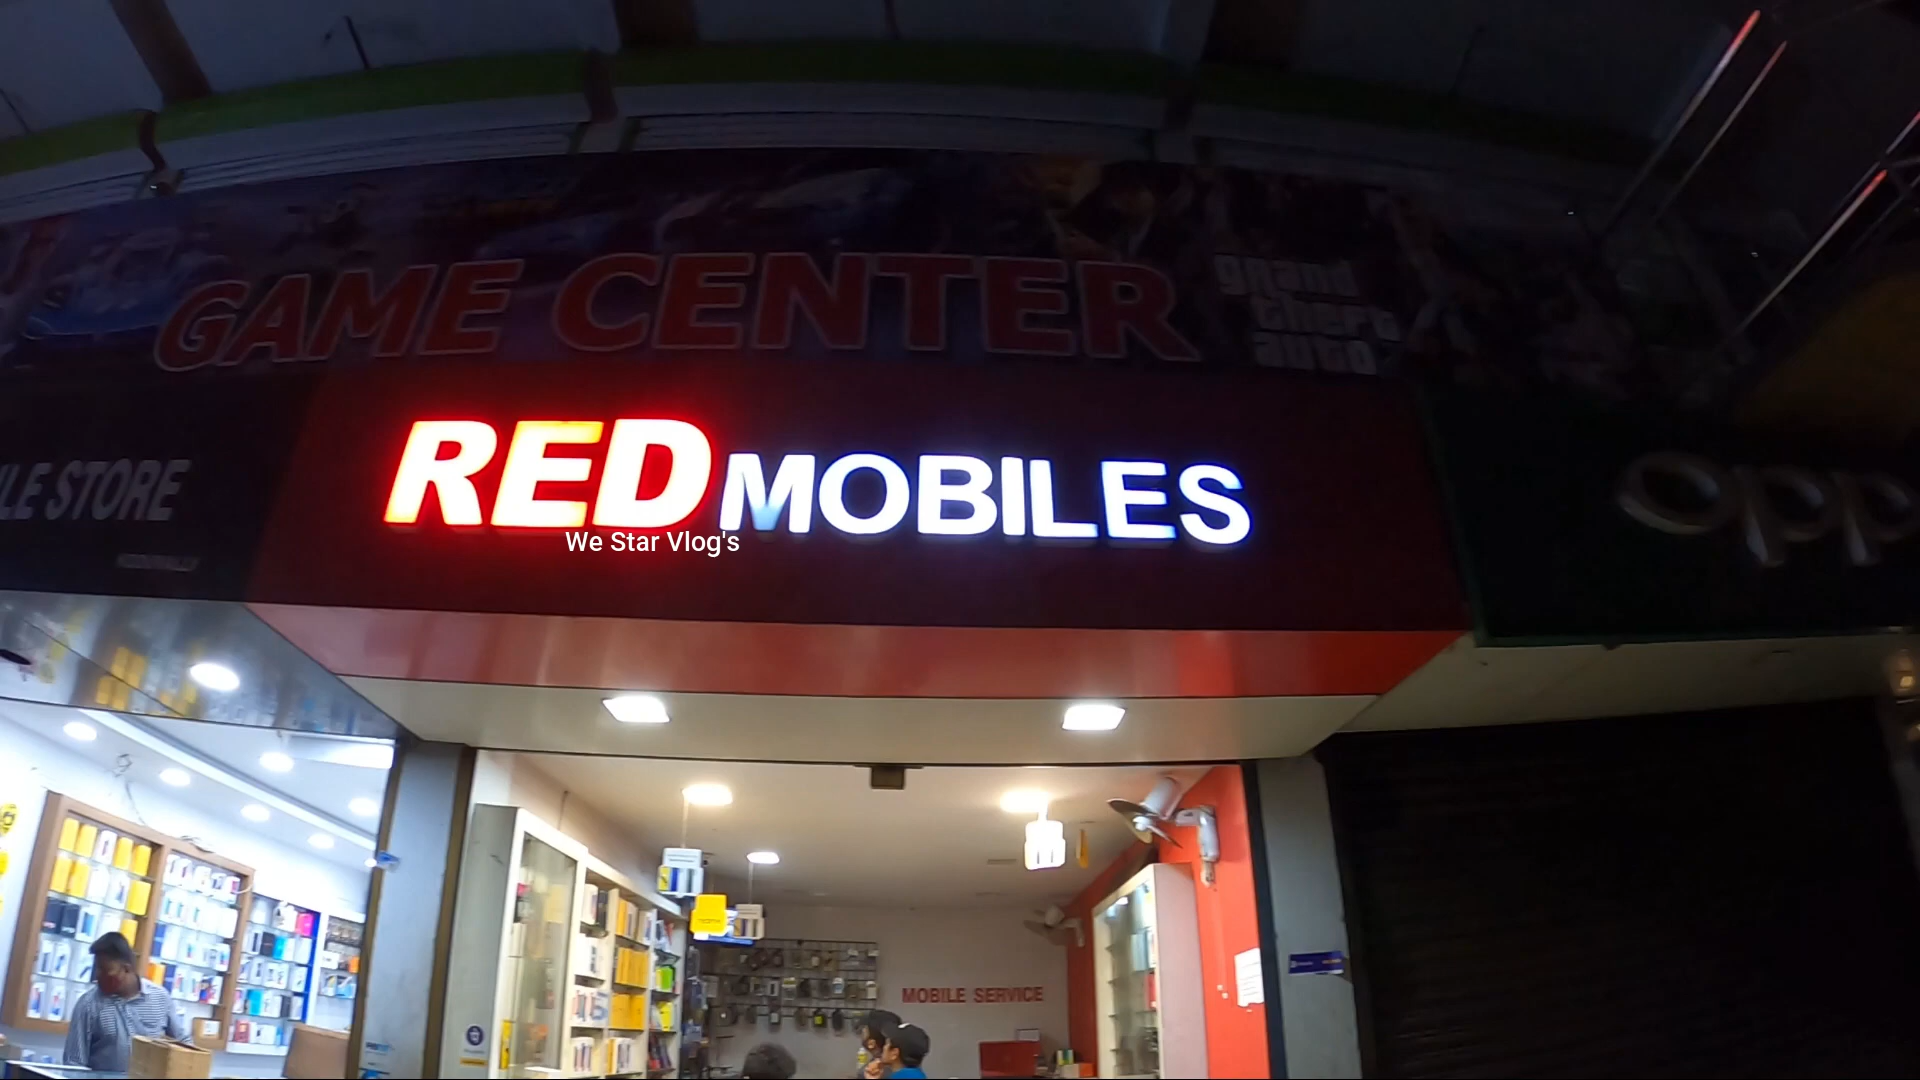 GAME CENTER
grand
theft
auto
RED MOBILES
We Star Vlog's
LE STORE
opp
MOBILE SERVICE